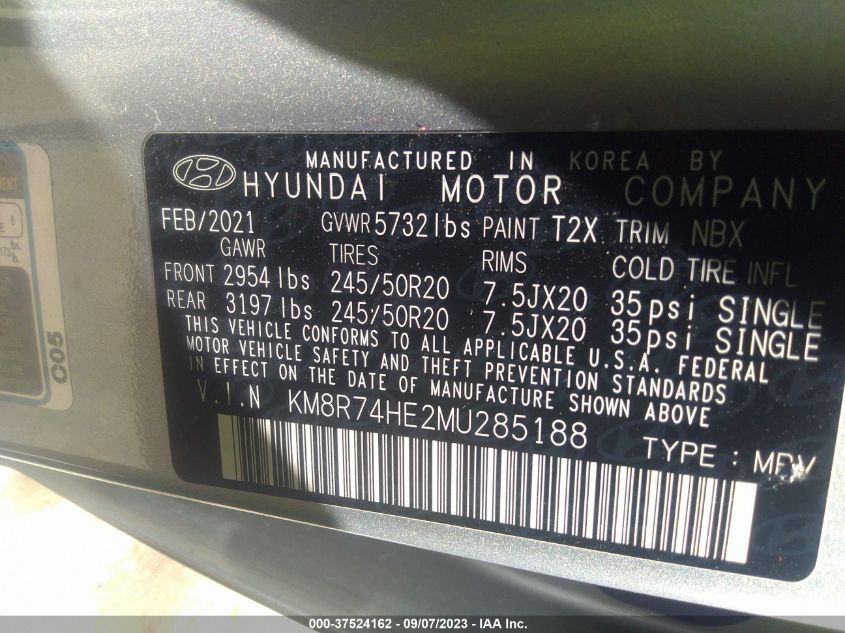 MANUFACTURED IN KOREA BY
HYUNDAI MOTOR COMPANY
FEB/2021 GVWR 5732 lbs PAINT T2X TRIM NBX
GAWR TIRES RIMS COLD TIRE INFL
FRONT 2954 lbs 245/50R20 7.5JX20 35psi SINGLE
REAR 3197 lbs 245/50R20 7.5JX20 35psi SINGLE
THIS VEHICLE CONFORMS TO ALL APPLICABLE U.S.A. FEDERAL
MOTOR VEHICLE SAFETY AND THEFT PREVENTION STANDARDS
IN EFFECT ON THE DATE OF MANUFACTURE SHOWN ABOVE
V.I.N KM8R74HE2MU285188
TYPE : MPV
C05
000-37524162 - 09/07/2023 - IAA Inc.